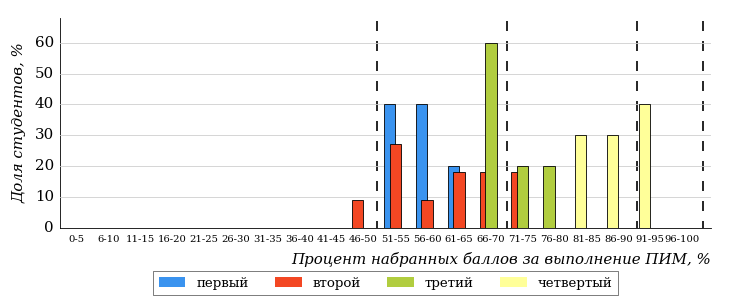 Доля студентов, %
60
50
40
30
20
10
0
0-5 6-10 11-15 16-20 21-25 26-30 31-35 36-40 41-45 46-50 51-55 56-60 61-65 66-70 71-75 76-80 81-85 86-90 91-95 96-100
Процент набранных баллов за выполнение ПИМ, %
первый второй третий четвертый